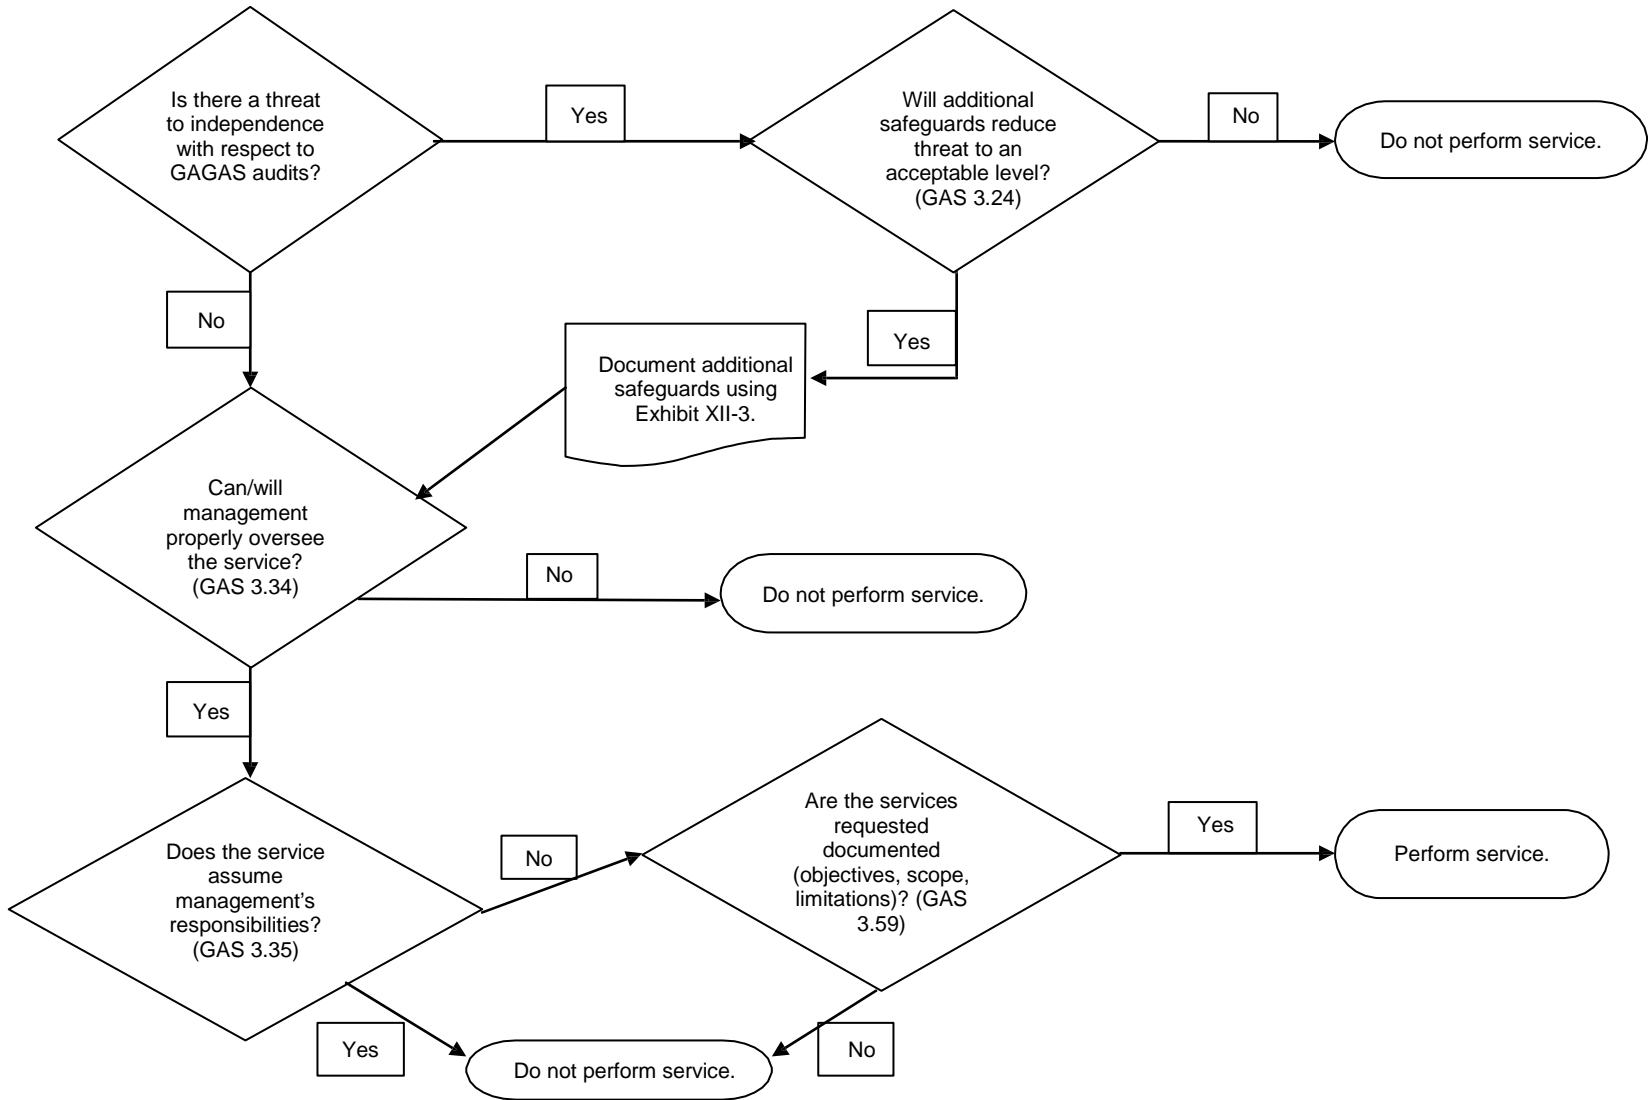 Is there a threat
to independence
with respect to
GAGAS audits?
Yes
Will additional
safeguards reduce
threat to an
acceptable level?
(GAS 3.24)
No
Do not perform service.
No
Yes
Document additional
safeguards using
Exhibit XII-3.
Can/will
management
properly oversee
the service?
(GAS 3.34)
No
Do not perform service.
Yes
Does the service
assume
management’s
responsibilities?
(GAS 3.35)
No
Are the services
requested
documented
(objectives, scope,
limitations)? (GAS
3.59)
Yes
Perform service.
Yes
Do not perform service.
No